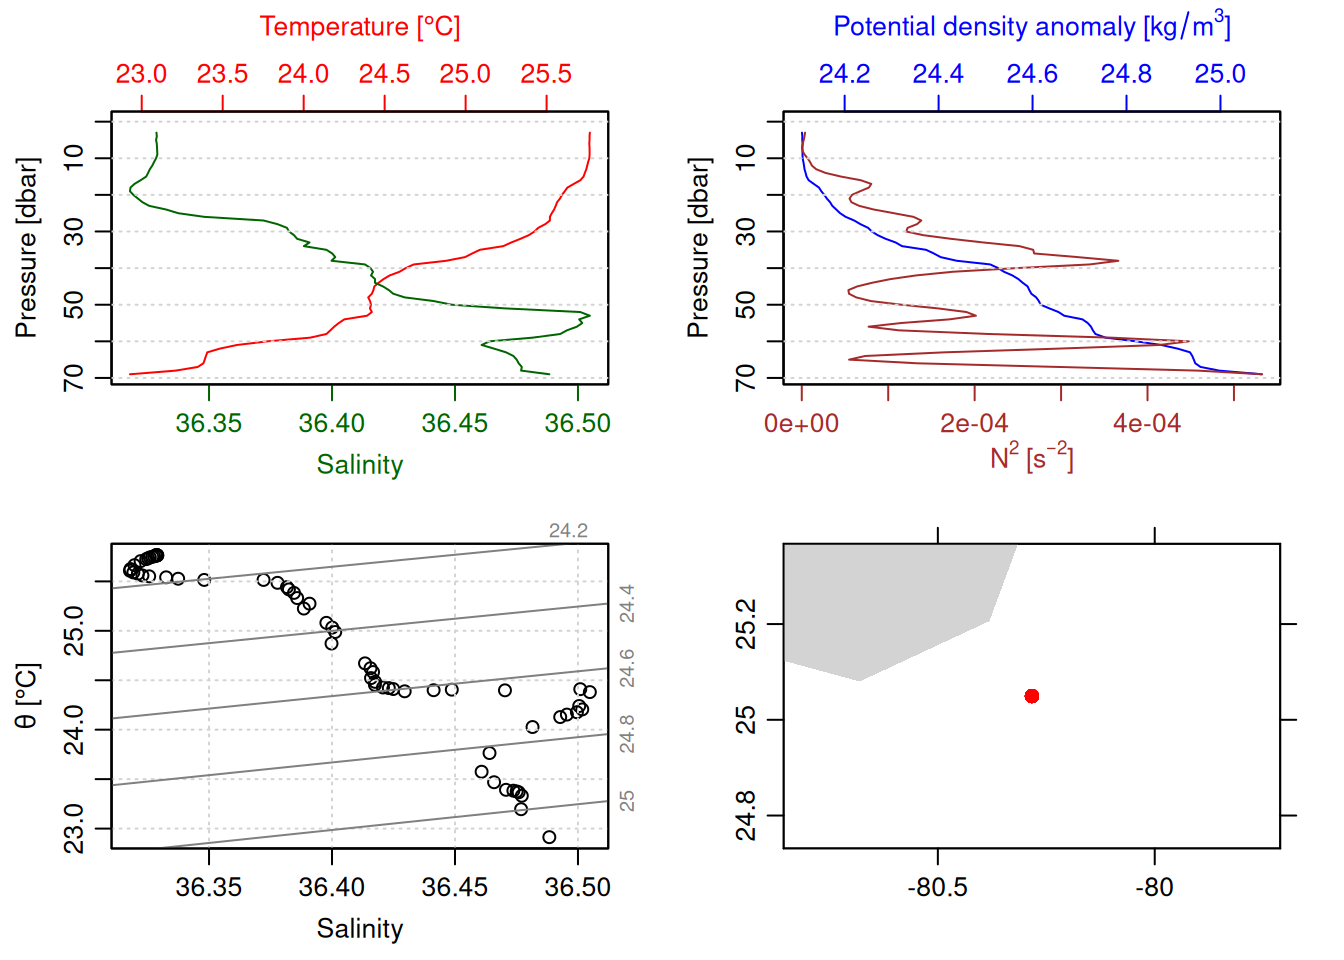 Temperature [°C]
23.0 23.5 24.0 24.5 25.0 25.5
Pressure [dbar]
10
30
50
70
36.35 36.40 36.45 36.50
Salinity
Potential density anomaly [kg/m³]
24.2 24.4 24.6 24.8 25.0
Pressure [dbar]
10
30
50
70
0e+00 2e-04 4e-04
N² [s⁻²]
24.2
24.4
24.6
24.8
25
θ [°C]
25.0
24.0
23.0
36.35 36.40 36.45 36.50
Salinity
25.2
25
24.8
-80.5 -80